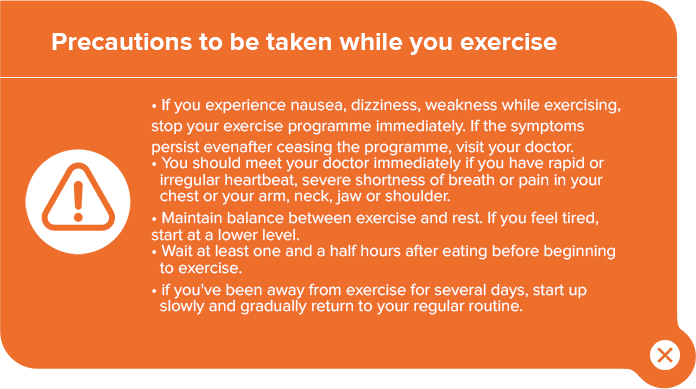 Precautions to be taken while you exercise
• If you experience nausea, dizziness, weakness while exercising,
stop your exercise programme immediately. If the symptoms
persist evenafter ceasing the programme, visit your doctor.
• You should meet your doctor immediately if you have rapid or
irregular heartbeat, severe shortness of breath or pain in your
chest or your arm, neck, jaw or shoulder.
• Maintain balance between exercise and rest. If you feel tired,
start at a lower level.
• Wait at least one and a half hours after eating before beginning
to exercise.
• if you've been away from exercise for several days, start up
slowly and gradually return to your regular routine.